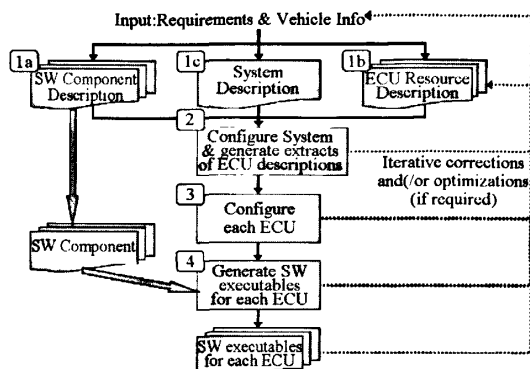 Input:Requirements & Vehicle Info
1a
SW Component
Description
1c
System
Description
1b
ECU Resource
Description
2
Configure System
& generate extracts
of ECU descriptions
Iterative corrections
and(/or optimizations
(if required)
3
Configure
each ECU
SW Component
4
Generate SW
executables
for each ECU
SW executables
for each ECU